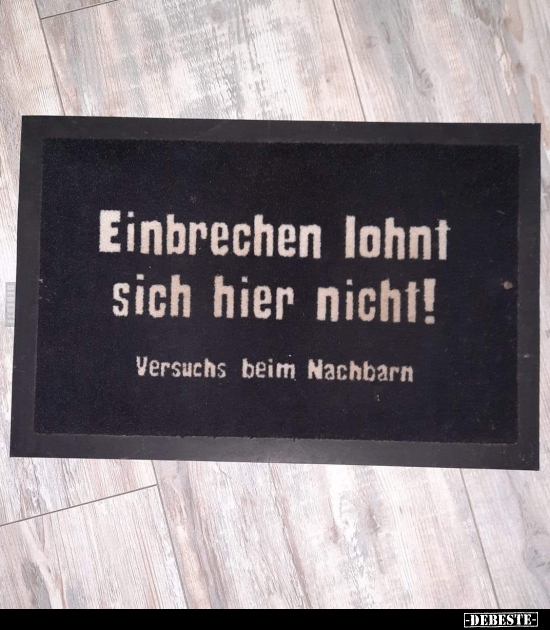 Einbrechen lohnt
sich hier nicht!
Versuchs beim Nachbarn
-DEBESTE-